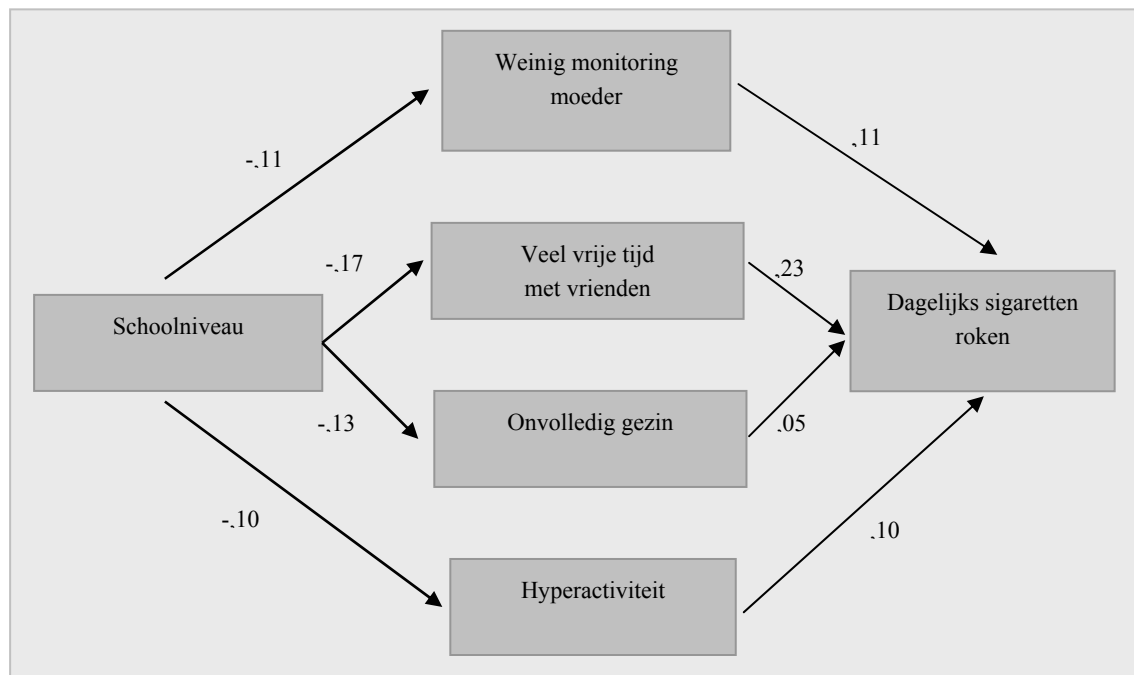 Weinig monitoring
moeder
-,11
,11
Veel vrije tijd
met vrienden
-,17
,23
Schoolniveau
Dagelijks sigaretten
roken
-,13
Onvolledig gezin
,05
-,10
,10
Hyperactiviteit